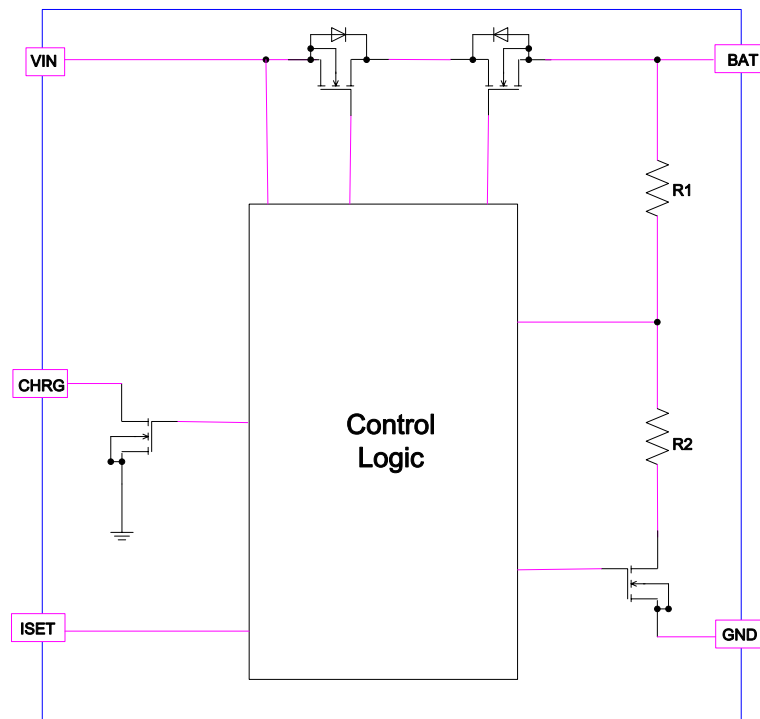 VIN
BAT
R1
CHRG
Control
Logic
R2
ISET
GND